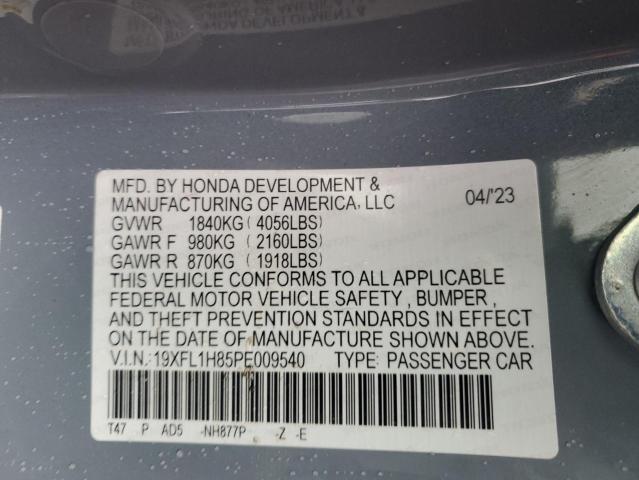 MFD. BY HONDA DEVELOPMENT &
MANUFACTURING OF AMERICA, LLC 04/'23
GVWR 1840KG ( 4056LBS)
GAWR F 980KG ( 2160LBS)
GAWR R 870KG ( 1918LBS)
THIS VEHICLE CONFORMS TO ALL APPLICABLE
FEDERAL MOTOR VEHICLE SAFETY , BUMPER ,
AND THEFT PREVENTION STANDARDS IN EFFECT
ON THE DATE OF MANUFACTURE SHOWN ABOVE.
V.I.N.: 19XFL1H85PE009540 TYPE: PASSENGER CAR
T47 P AD5 -NH877P -Z -E